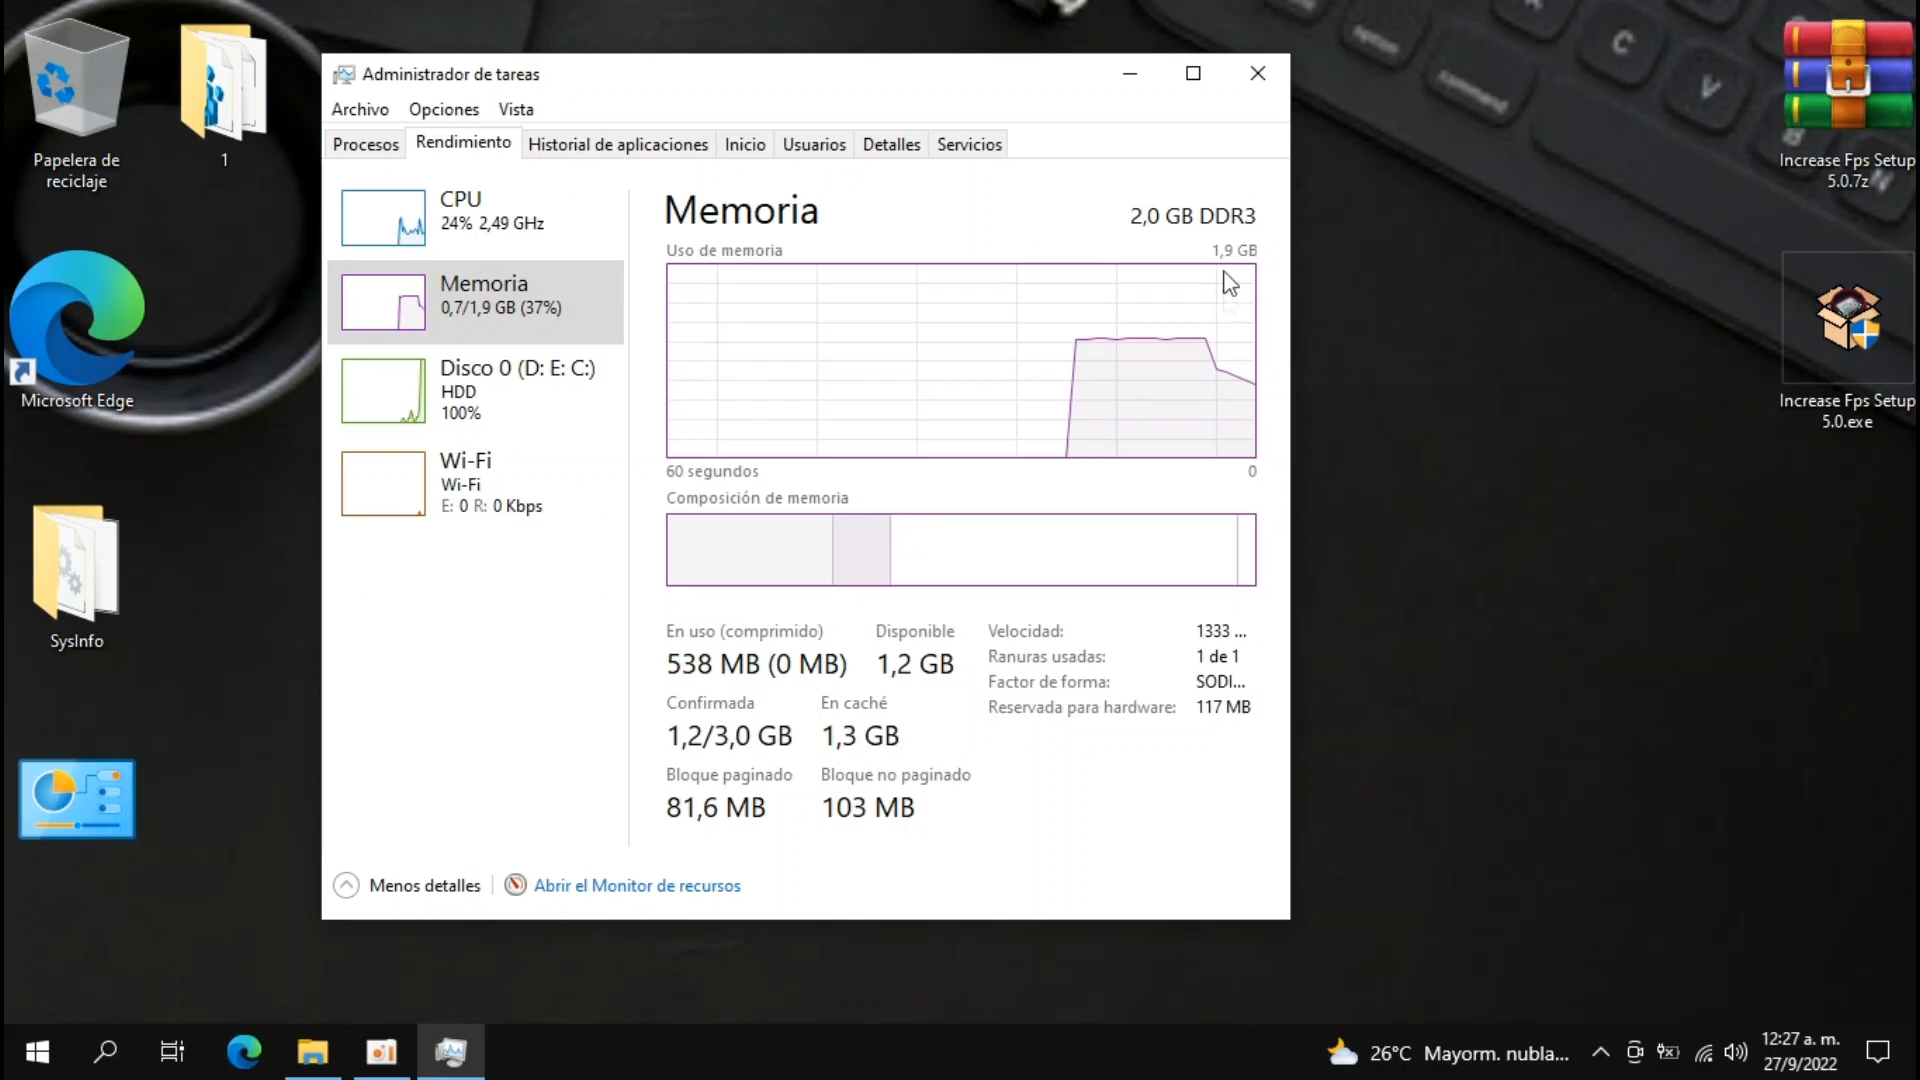 Papelera de
reciclaje
1
Microsoft Edge
SysInfo
Administrador de tareas
Archivo Opciones Vista
Procesos Rendimiento Historial de aplicaciones Inicio Usuarios Detalles Servicios
CPU
24% 2,49 GHz
Memoria
0,7/1,9 GB (37%)
Disco 0 (D: E: C:)
HDD
100%
Wi-Fi
Wi-Fi
E: 0 R: 0 Kbps
Memoria 2,0 GB DDR3
Uso de memoria 1,9 GB
60 segundos 0
Composición de memoria
En uso (comprimido) Disponible
538 MB (0 MB) 1,2 GB
Confirmada En caché
1,2/3,0 GB 1,3 GB
Bloque paginado Bloque no paginado
81,6 MB 103 MB
Velocidad: 1333 ...
Ranuras usadas: 1 de 1
Factor de forma: SODI...
Reservada para hardware: 117 MB
Menos detalles Abrir el Monitor de recursos
option
command
C
V
B
N
Increase Fps Setup
5.0.7z
Increase Fps Setup
5.0.exe
26°C Mayorm. nubla...
12:27 a. m.
27/9/2022